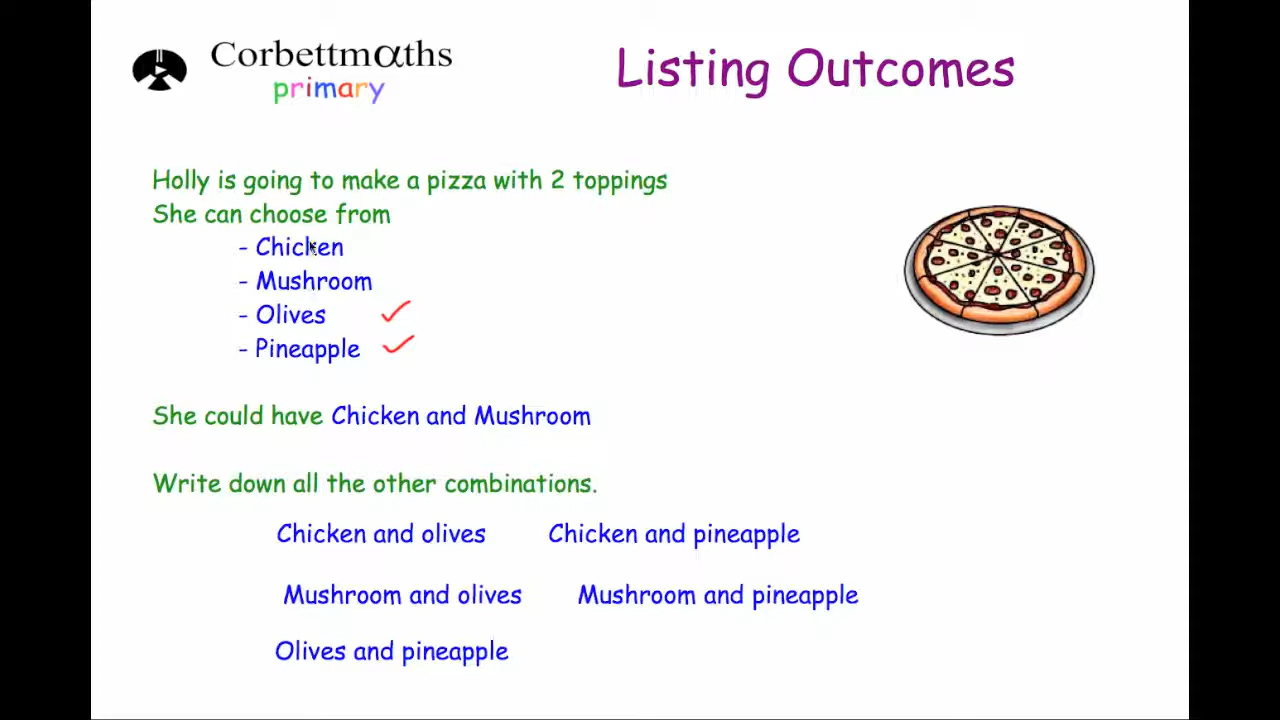 Corbettmαths
primary
Listing Outcomes
Holly is going to make a pizza with 2 toppings
She can choose from
- Chicken
- Mushroom
- Olives
- Pineapple
She could have Chicken and Mushroom
Write down all the other combinations.
Chicken and olives Chicken and pineapple
Mushroom and olives Mushroom and pineapple
Olives and pineapple